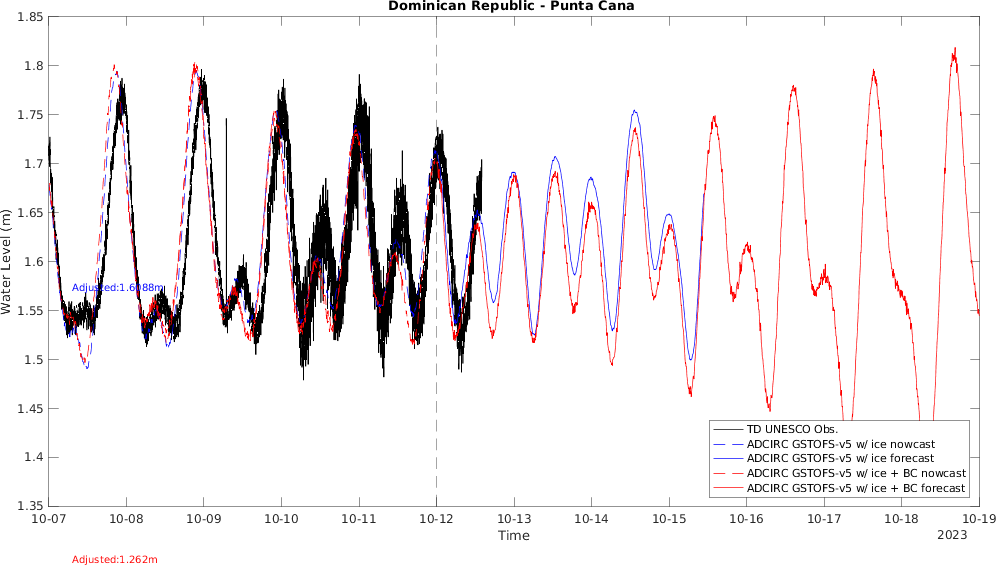 Dominican Republic - Punta Cana
1.85
1.8
1.75
1.7
1.65
1.6
1.55
1.5
1.45
1.4
1.35
Water Level (m)
Adjusted:1.6088m
TD UNESCO Obs.
ADCIRC GSTOFS-v5 w/ ice nowcast
ADCIRC GSTOFS-v5 w/ ice forecast
ADCIRC GSTOFS-v5 w/ ice + BC nowcast
ADCIRC GSTOFS-v5 w/ ice + BC forecast
10-07 10-08 10-09 10-10 10-11 10-12 10-13 10-14 10-15 10-16 10-17 10-18 10-19
Time
2023
Adjusted:1.262m